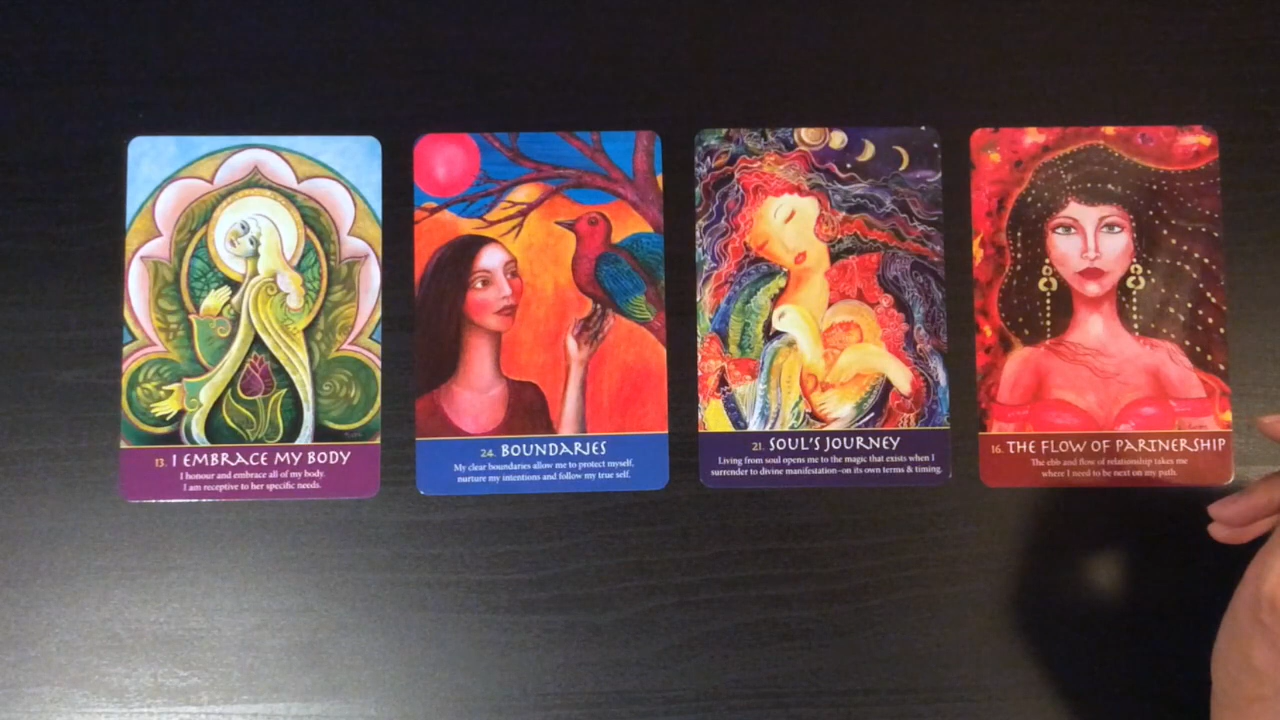 13. I EMBRACE MY BODY
I honour and embrace all of my body.
I am receptive to her specific needs.
24. BOUNDARIES
My clear boundaries allow me to protect myself,
nurture my intentions and follow my true self.
21. SOUL'S JOURNEY
Living from soul opens me to the magic that exists when I
surrender to divine manifestation–on its own terms & timing.
16. THE FLOW OF PARTNERSHIP
The ebb and flow of relationship takes me
where I need to be next on my path.